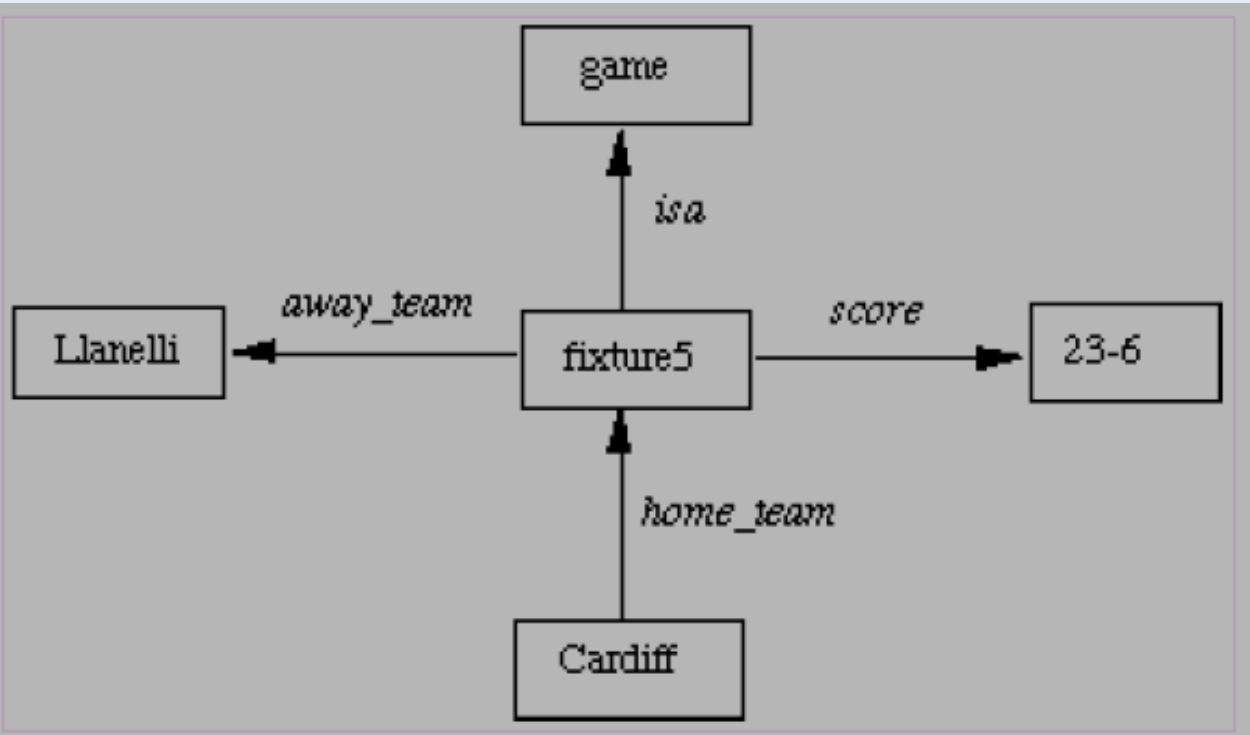 game
isa
away_team
score
Llanelli
fixture5
23-6
home_team
Cardiff